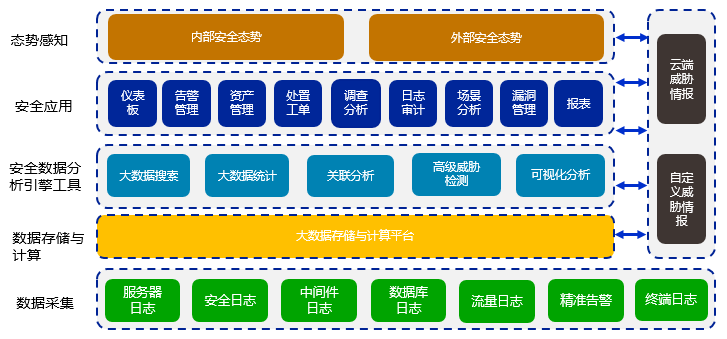 态势感知
内部安全态势
外部安全态势
安全应用
仪表
板
告警
管理
资产
管理
处置
工单
调查
分析
日志
审计
场景
分析
漏洞
管理
报表
安全数据分
析引擎工具
大数据搜索
大数据统计
关联分析
高级威胁
检测
可视化分析
数据存储与
计算
大数据存储与计算平台
数据采集
服务器
日志
安全日志
中间件
日志
数据库
日志
流量日志
精准告警
终端日志
云端
威胁
情报
自定
义威
胁情
报